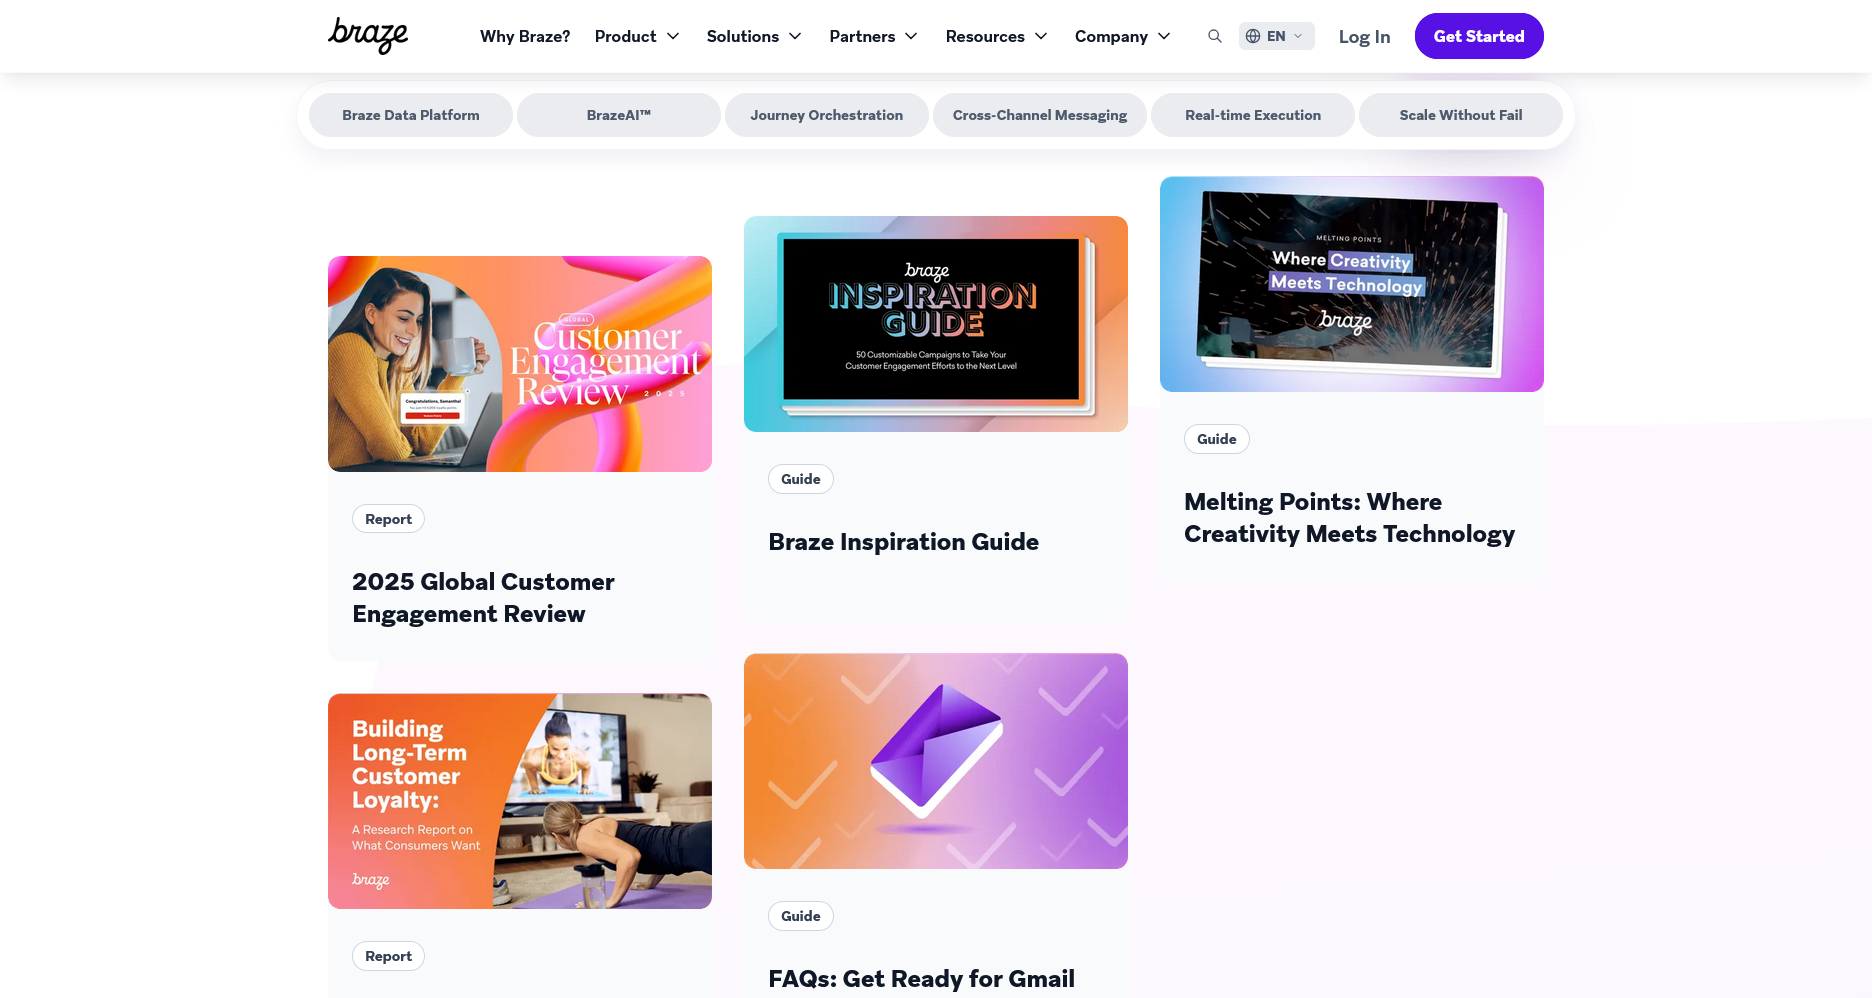 braze
Why Braze?
Product
Solutions
Partners
Resources
Company
EN
Log In
Get Started
Braze Data Platform
BrazeAI™
Journey Orchestration
Cross-Channel Messaging
Real-time Execution
Scale Without Fail
GLOBAL
Customer
Engagement
Review
2025
Congratulations, Samantha!
Report
2025 Global Customer
Engagement Review
braze
INSPIRATION
GUIDE
50 Customizable Campaigns to Take Your
Customer Engagement Efforts to the Next Level
Guide
Braze Inspiration Guide
MELTING POINTS
Where Creativity
Meets Technology
braze
Guide
Melting Points: Where
Creativity Meets Technology
Building
Long-Term
Customer
Loyalty:
A Research Report on
What Consumers Want
braze
Report
Guide
FAQs: Get Ready for Gmail